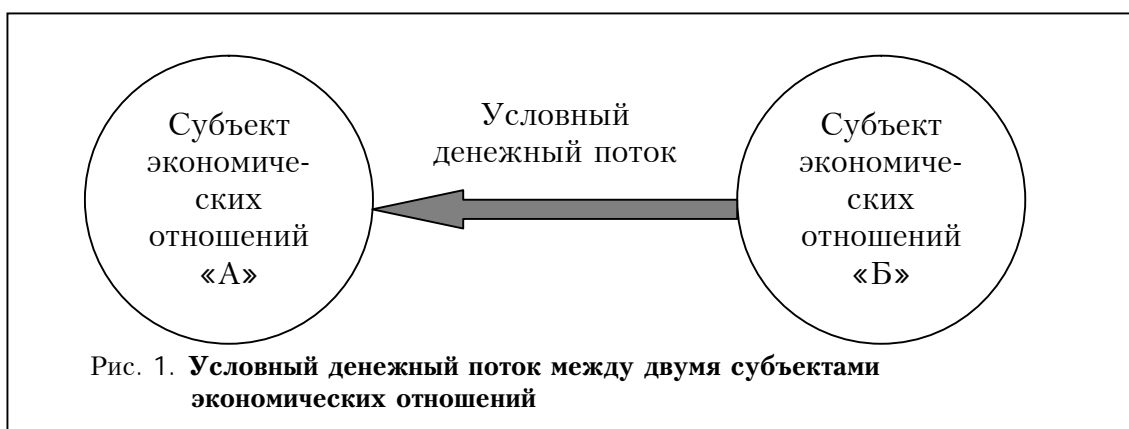 Субъект
экономиче-
ских
отношений
«А»
Условный
денежный поток
Субъект
экономиче-
ских
отношений
«Б»
Рис. 1. Условный денежный поток между двумя субъектами
экономических отношений